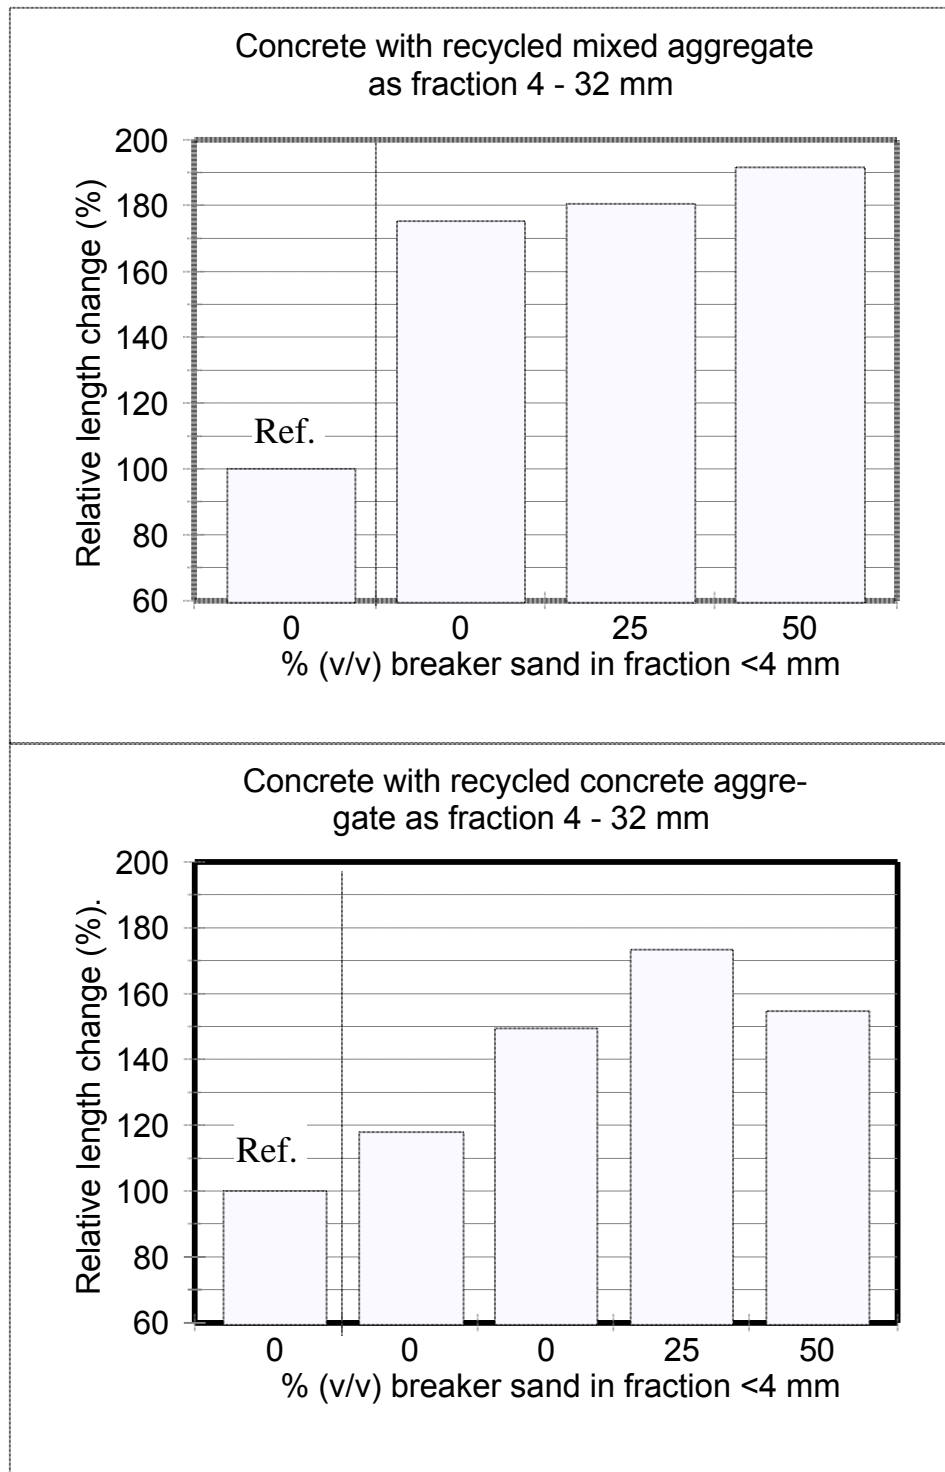 Concrete with recycled mixed aggregate
as fraction 4 - 32 mm
Relative length change (%)
200
180
160
140
120
100
80
60
Ref.
0 0 25 50
% (v/v) breaker sand in fraction <4 mm
Concrete with recycled concrete aggre-
gate as fraction 4 - 32 mm
Relative length change (%).
200
180
160
140
120
100
80
60
Ref.
0 0 0 25 50
% (v/v) breaker sand in fraction <4 mm